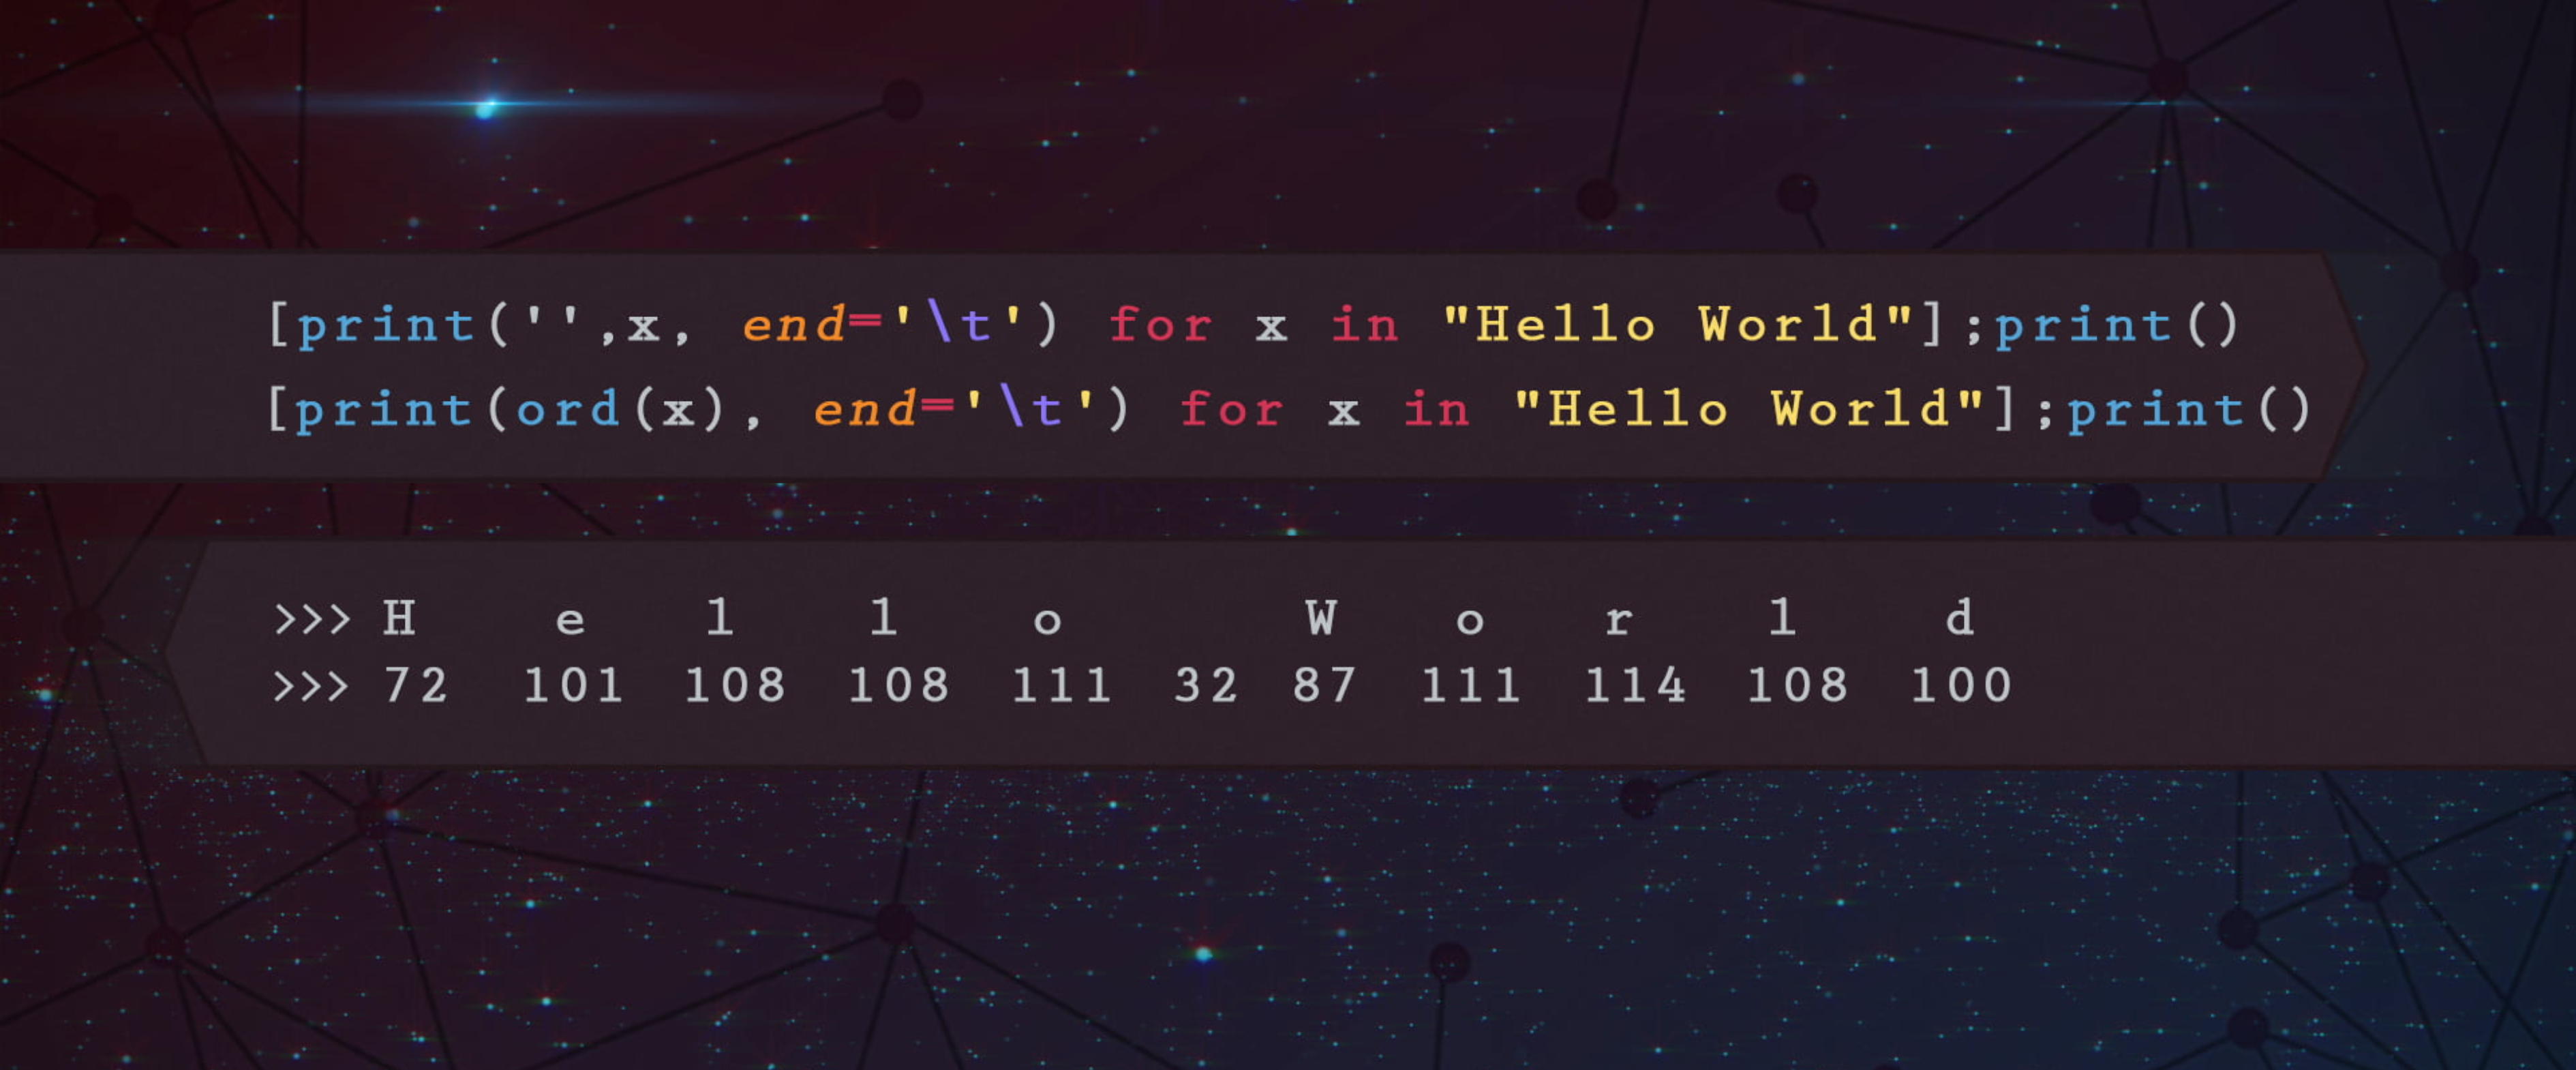 [print('',x, end='\t') for x in "Hello World"];print()
[print(ord(x), end='\t') for x in "Hello World"];print()
>>> H e l l o W o r l d
>>> 72 101 108 108 111 32 87 111 114 108 100